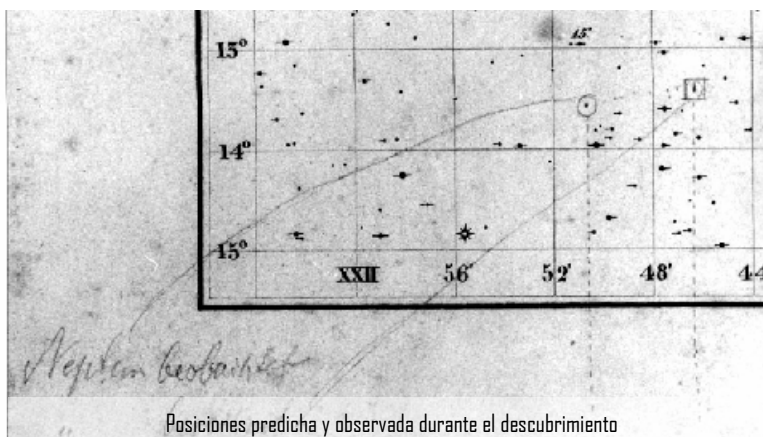 15°
14°
15°
XXII 56' 52' 48' 44
Neptun beobachtet
Posiciones predicha y observada durante el descubrimiento